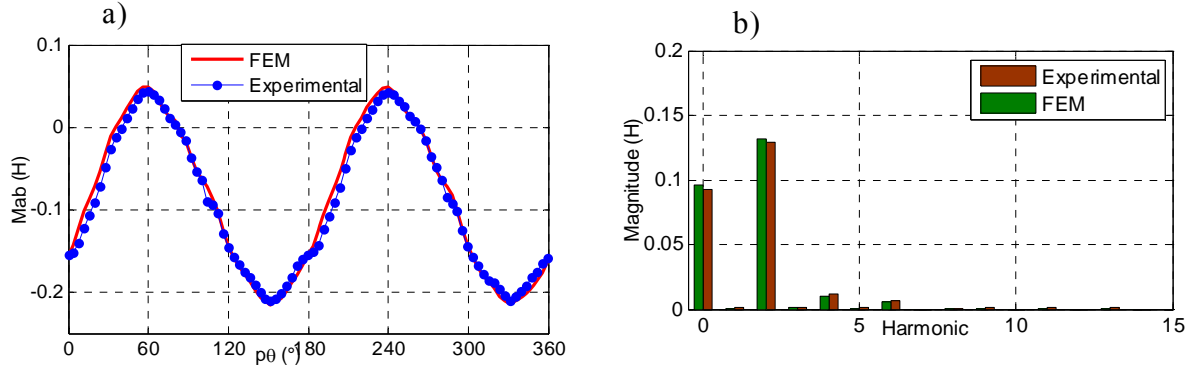 a)
0.1
0
-0.1
-0.2
Mab (H)
FEM
Experimental
0 60 120 180 240 300 360
pθ (°)
b)
0.2
0.15
0.1
0.05
0
Magnitude (H)
Experimental
FEM
0 5 10 15
Harmonic